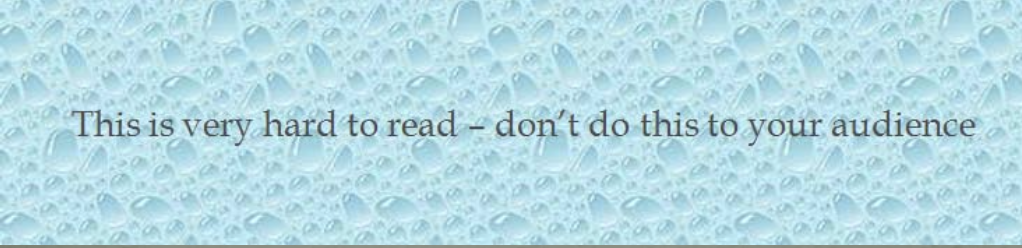 This is very hard to read – don’t do this to your audience